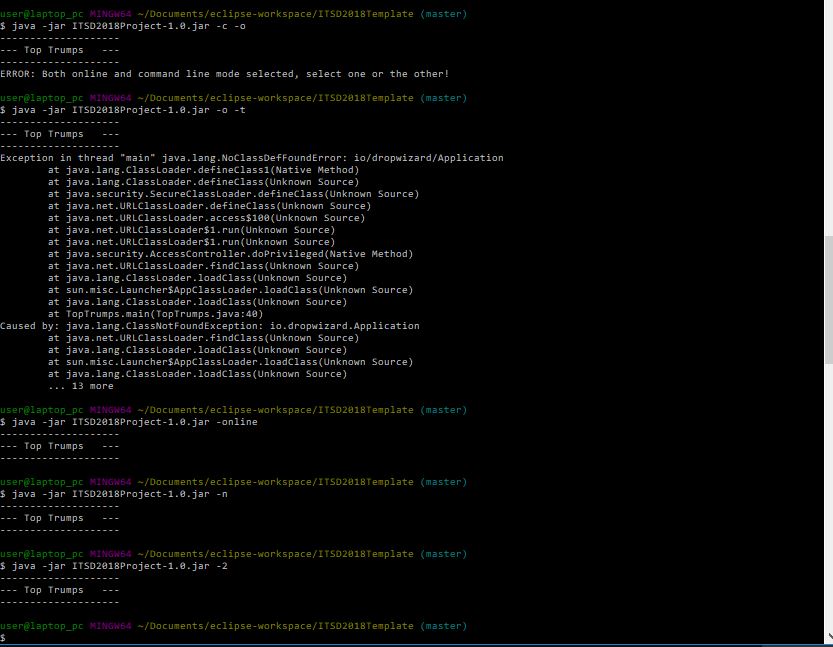 user@laptop_pc MINGW64 ~/Documents/eclipse-workspace/ITSD2018Template (master)
$ java -jar ITSD2018Project-1.0.jar -c -o
--------------------
--- Top Trumps   ---
--------------------
ERROR: Both online and command line mode selected, select one or the other!

user@laptop_pc MINGW64 ~/Documents/eclipse-workspace/ITSD2018Template (master)
$ java -jar ITSD2018Project-1.0.jar -o -t
--------------------
--- Top Trumps   ---
--------------------
Exception in thread "main" java.lang.NoClassDefFoundError: io/dropwizard/Application
        at java.lang.ClassLoader.defineClass1(Native Method)
        at java.lang.ClassLoader.defineClass(Unknown Source)
        at java.security.SecureClassLoader.defineClass(Unknown Source)
        at java.net.URLClassLoader.defineClass(Unknown Source)
        at java.net.URLClassLoader.access$100(Unknown Source)
        at java.net.URLClassLoader$1.run(Unknown Source)
        at java.net.URLClassLoader$1.run(Unknown Source)
        at java.security.AccessController.doPrivileged(Native Method)
        at java.net.URLClassLoader.findClass(Unknown Source)
        at java.lang.ClassLoader.loadClass(Unknown Source)
        at sun.misc.Launcher$AppClassLoader.loadClass(Unknown Source)
        at java.lang.ClassLoader.loadClass(Unknown Source)
        at TopTrumps.main(TopTrumps.java:40)
Caused by: java.lang.ClassNotFoundException: io.dropwizard.Application
        at java.net.URLClassLoader.findClass(Unknown Source)
        at java.lang.ClassLoader.loadClass(Unknown Source)
        at sun.misc.Launcher$AppClassLoader.loadClass(Unknown Source)
        at java.lang.ClassLoader.loadClass(Unknown Source)
        ... 13 more

user@laptop_pc MINGW64 ~/Documents/eclipse-workspace/ITSD2018Template (master)
$ java -jar ITSD2018Project-1.0.jar -online
--------------------
--- Top Trumps   ---
--------------------

user@laptop_pc MINGW64 ~/Documents/eclipse-workspace/ITSD2018Template (master)
$ java -jar ITSD2018Project-1.0.jar -n
--------------------
--- Top Trumps   ---
--------------------

user@laptop_pc MINGW64 ~/Documents/eclipse-workspace/ITSD2018Template (master)
$ java -jar ITSD2018Project-1.0.jar -2
--------------------
--- Top Trumps   ---
--------------------

user@laptop_pc MINGW64 ~/Documents/eclipse-workspace/ITSD2018Template (master)
$